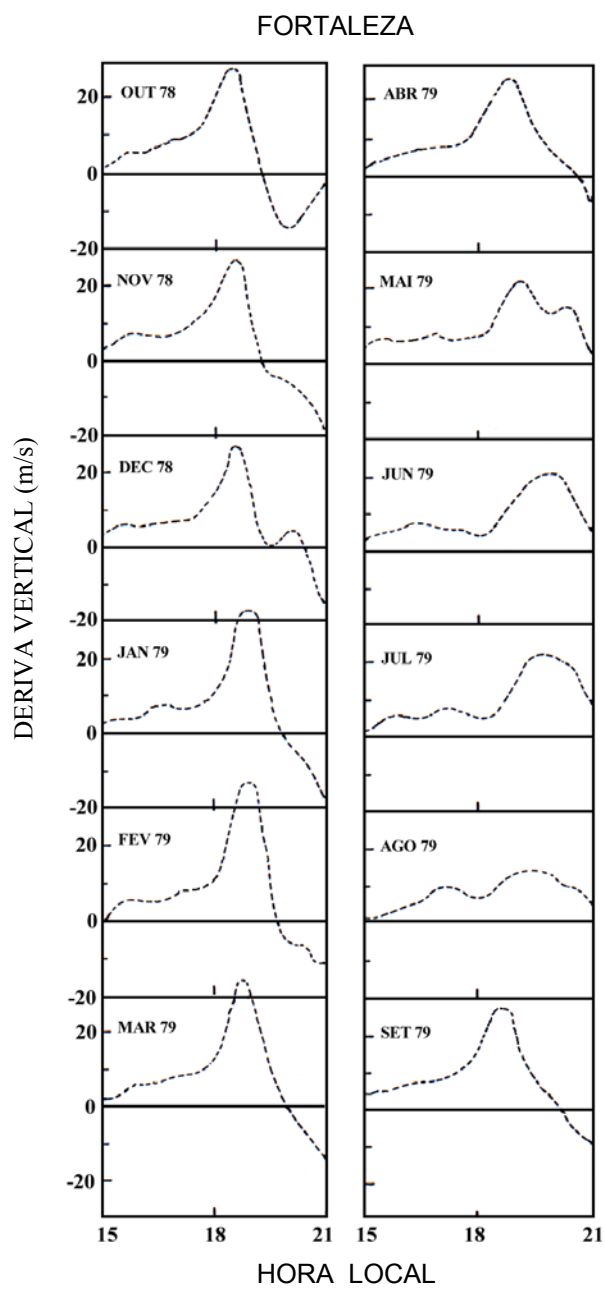 FORTALEZA
DERIVA VERTICAL (m/s)
OUT 78
20
0
-20
NOV 78
20
0
-20
DEC 78
20
0
-20
JAN 79
20
0
-20
FEV 79
20
0
-20
MAR 79
20
0
-20
15 18 21
ABR 79
MAI 79
JUN 79
JUL 79
AGO 79
SET 79
15 18 21
HORA LOCAL